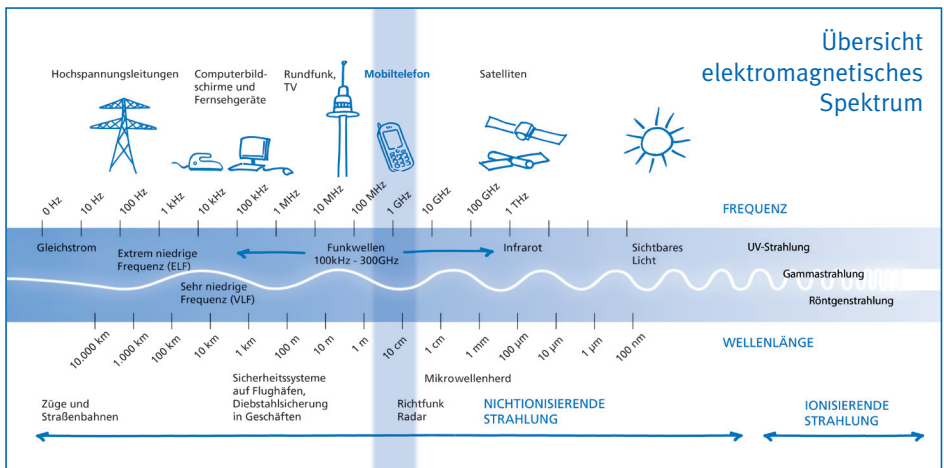 Übersicht
elektromagnetisches
Spektrum
Hochspannungsleitungen
Computerbild-
schirme und
Fernsehgeräte
Rundfunk,
TV
Mobiltelefon
Satelliten
0 Hz
10 Hz
100 Hz
1 kHz
10 kHz
100 kHz
1 MHz
10 MHz
100 MHz
1 GHz
10 GHz
100 GHz
1 THz
FREQUENZ
Gleichstrom
Extrem niedrige
Frequenz (ELF)
Sehr niedrige
Frequenz (VLF)
Funkwellen
100kHz - 300GHz
Infrarot
Sichtbares
Licht
UV-Strahlung
Gammastrahlung
Röntgenstrahlung
10.000 km
1.000 km
100 km
10 km
1 km
100 m
10 m
1 m
10 cm
1 cm
1 mm
100 µm
10 µm
1 µm
100 nm
WELLENLÄNGE
Züge und
Straßenbahnen
Sicherheitssysteme
auf Flughäfen,
Diebstahlsicherung
in Geschäften
Richtfunk
Radar
Mikrowellenherd
NICHTIONISIERENDE
STRAHLUNG
IONISIERENDE
STRAHLUNG